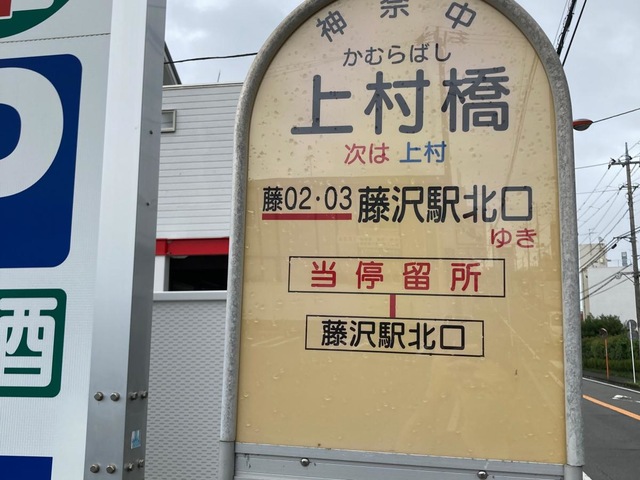 神奈中
かむらばし
上村橋
次は 上村
藤02・03 藤沢駅北口
ゆき
当停留所
藤沢駅北口
P
酒